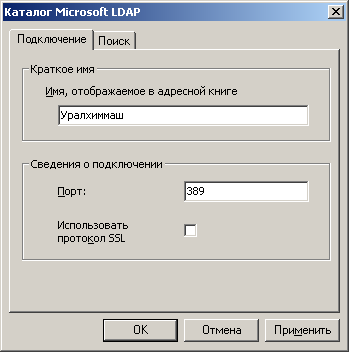 Каталог Microsoft LDAP
Подключение
Поиск
Краткое имя
Имя, отображаемое в адресной книге
Уралхиммаш
Сведения о подключении
Порт:
389
Использовать
протокол SSL
ОК
Отмена
Применить